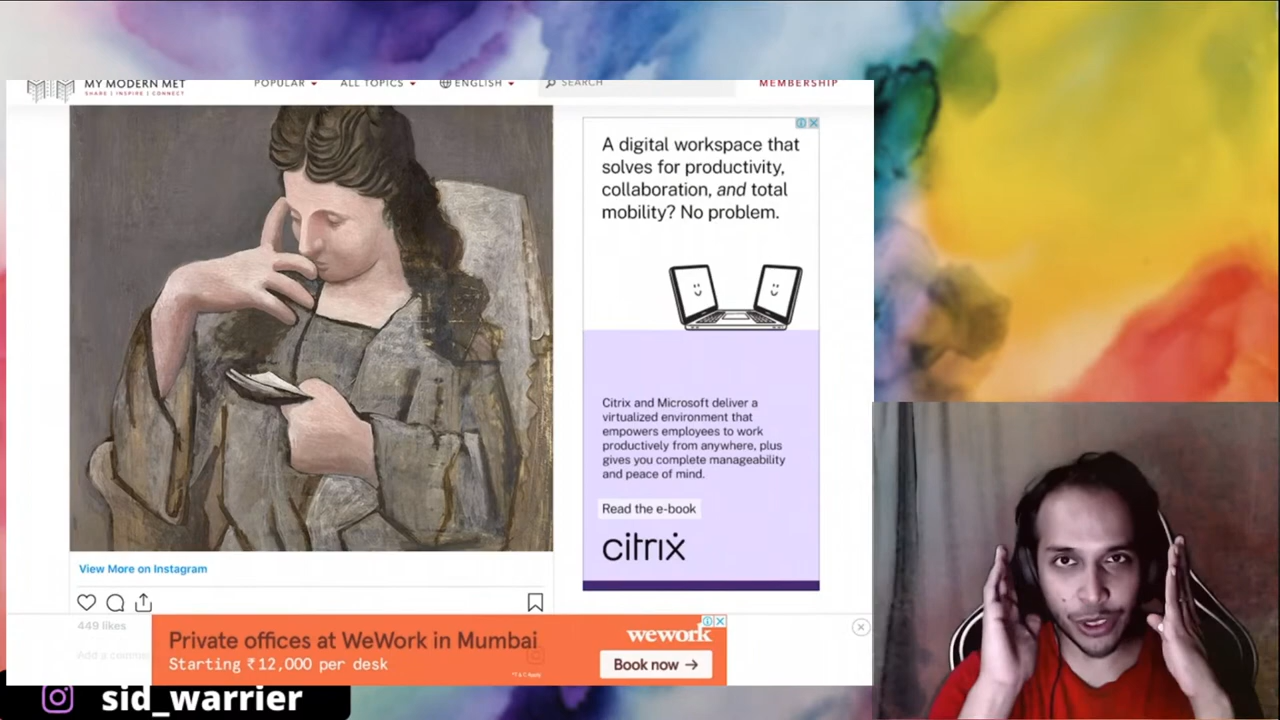 MY MODERN MET
SHARE | INSPIRE | CONNECT
POPULAR
ALL TOPICS
ENGLISH
SEARCH
MEMBERSHIP
A digital workspace that
solves for productivity,
collaboration, and total
mobility? No problem.
Citrix and Microsoft deliver a
virtualized environment that
empowers employees to work
productively from anywhere, plus
gives you complete manageability
and peace of mind.
Read the e-book
citrix
View More on Instagram
449 likes
Add a comme
Private offices at WeWork in Mumbai
Starting ₹12,000 per desk
wework
Book now →
*T & C Apply
sid_warrier